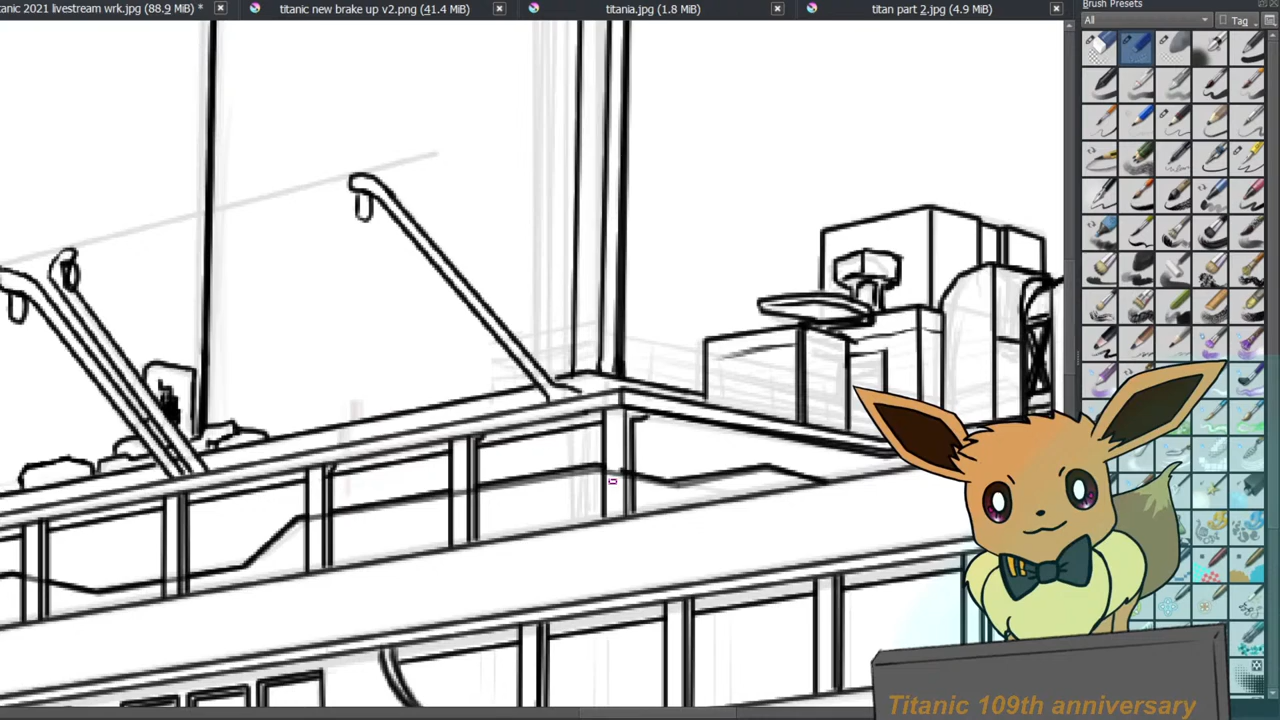 tanic 2021 livestream wrk.jpg (88.9 MiB) *
titanic new brake up v2.png (41.4 MiB)
titania.jpg (1.8 MiB)
titan part 2.jpg (4.9 MiB)
Brush Presets
All
Tag
Titanic 109th anniversary